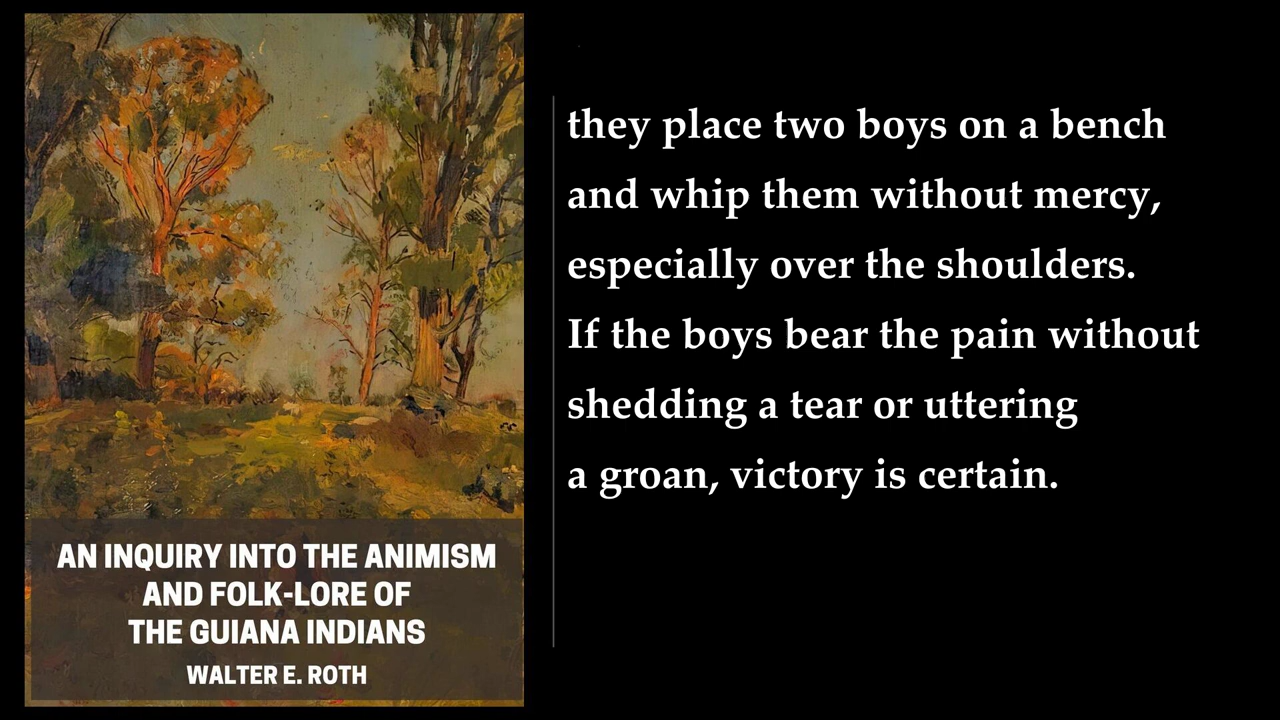 they place two boys on a bench
and whip them without mercy,
especially over the shoulders.
If the boys bear the pain without
shedding a tear or uttering
a groan, victory is certain.
AN INQUIRY INTO THE ANIMISM
AND FOLK-LORE OF
THE GUIANA INDIANS
WALTER E. ROTH